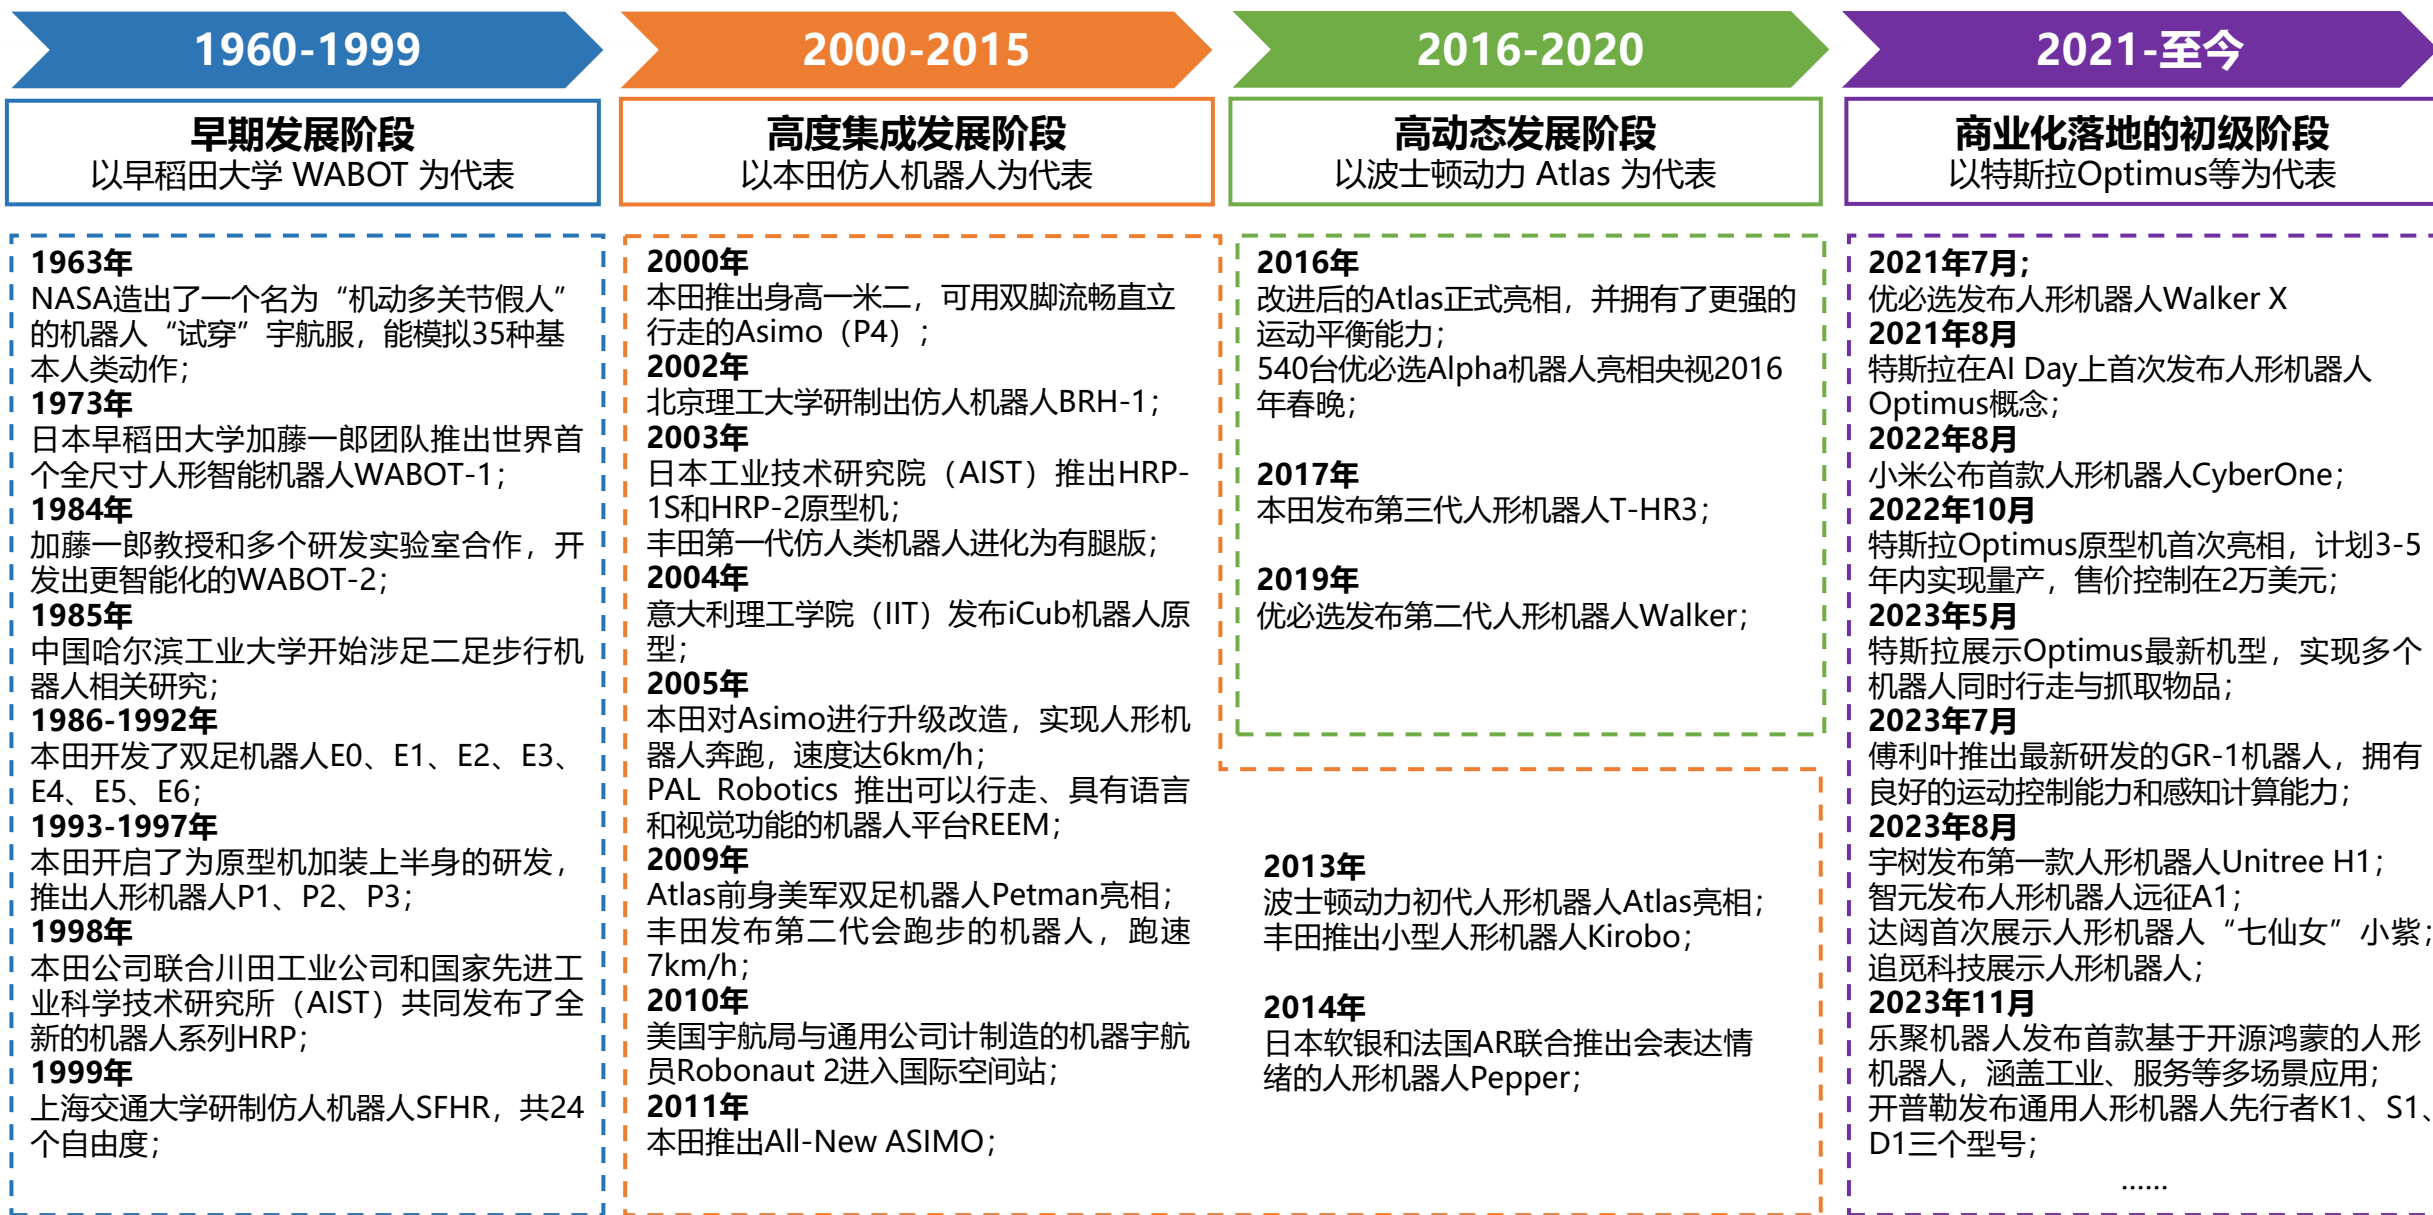 1960-1999
早期发展阶段
以早稻田大学 WABOT 为代表
1963年
NASA造出了一个名为“机动多关节假人”
的机器人“试穿”宇航服，能模拟35种基
本人类动作；
1973年
日本早稻田大学加藤一郎团队推出世界首
个全尺寸人形智能机器人WABOT-1；
1984年
加藤一郎教授和多个研发实验室合作，开
发出更智能化的WABOT-2；
1985年
中国哈尔滨工业大学开始涉足二足步行机
器人相关研究；
1986-1992年
本田开发了双足机器人E0、E1、E2、E3、
E4、E5、E6；
1993-1997年
本田开启了为原型机加装上半身的研发，
推出人形机器人P1、P2、P3；
1998年
本田公司联合川田工业公司和国家先进工
业科学技术研究所（AIST）共同发布了全
新的机器人系列HRP；
1999年
上海交通大学研制仿人机器人SFHR，共24
个自由度；
2000-2015
高度集成发展阶段
以本田仿人机器人为代表
2000年
本田推出身高一米二，可用双脚流畅直立
行走的Asimo（P4）；
2002年
北京理工大学研制出仿人机器人BRH-1；
2003年
日本工业技术研究院（AIST）推出HRP-
1S和HRP-2原型机；
丰田第一代仿人类机器人进化为有腿版；
2004年
意大利理工学院（IIT）发布iCub机器人原
型；
2005年
本田对Asimo进行升级改造，实现人形机
器人奔跑，速度达6km/h；
PAL Robotics 推出可以行走、具有语言
和视觉功能的机器人平台REEM；
2009年
Atlas前身美军双足机器人Petman亮相；
丰田发布第二代会跑步的机器人，跑速
7km/h；
2010年
美国宇航局与通用公司计制造的机器宇航
员Robonaut 2进入国际空间站；
2011年
本田推出All-New ASIMO；
2013年
波士顿动力初代人形机器人Atlas亮相；
丰田推出小型人形机器人Kirobo；
2014年
日本软银和法国AR联合推出会表达情
绪的人形机器人Pepper；
2016-2020
高动态发展阶段
以波士顿动力 Atlas 为代表
2016年
改进后的Atlas正式亮相，并拥有了更强的
运动平衡能力；
540台优必选Alpha机器人亮相央视2016
年春晚；
2017年
本田发布第三代人形机器人T-HR3；
2019年
优必选发布第二代人形机器人Walker；
2021-至今
商业化落地的初级阶段
以特斯拉Optimus等为代表
2021年7月；
优必选发布人形机器人Walker X
2021年8月
特斯拉在AI Day上首次发布人形机器人
Optimus概念；
2022年8月
小米公布首款人形机器人CyberOne；
2022年10月
特斯拉Optimus原型机首次亮相，计划3-5
年内实现量产，售价控制在2万美元；
2023年5月
特斯拉展示Optimus最新机型，实现多个
机器人同时行走与抓取物品；
2023年7月
傅利叶推出最新研发的GR-1机器人，拥有
良好的运动控制能力和感知计算能力；
2023年8月
宇树发布第一款人形机器人Unitree H1；
智元发布人形机器人远征A1；
达闼首次展示人形机器人“七仙女”小紫；
追觅科技展示人形机器人；
2023年11月
乐聚机器人发布首款基于开源鸿蒙的人形
机器人，涵盖工业、服务等多场景应用；
开普勒发布通用人形机器人先行者K1、S1、
D1三个型号；
......